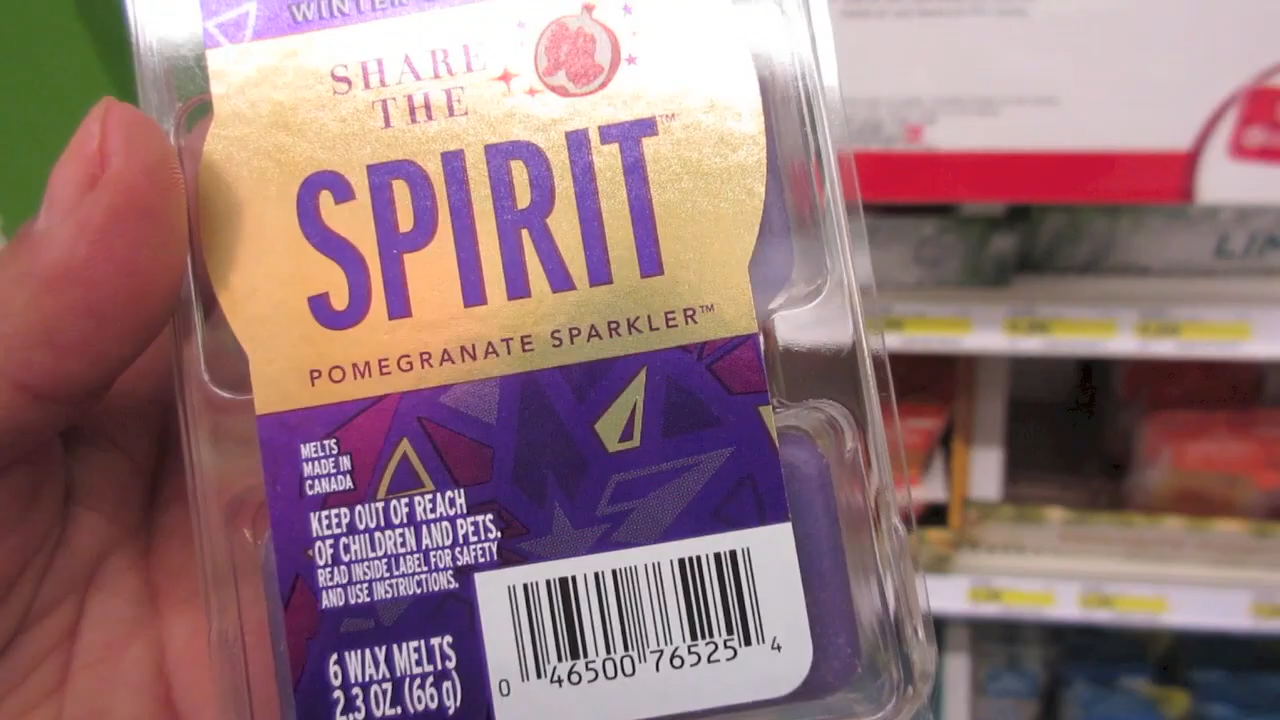 WINTER
SHARE
THE
SPIRIT™
POMEGRANATE SPARKLER™
MELTS
MADE IN
CANADA
KEEP OUT OF REACH
OF CHILDREN AND PETS.
READ INSIDE LABEL FOR SAFETY
AND USE INSTRUCTIONS.
6 WAX MELTS
2.3 OZ. (66 g)
0 46500 76525 4